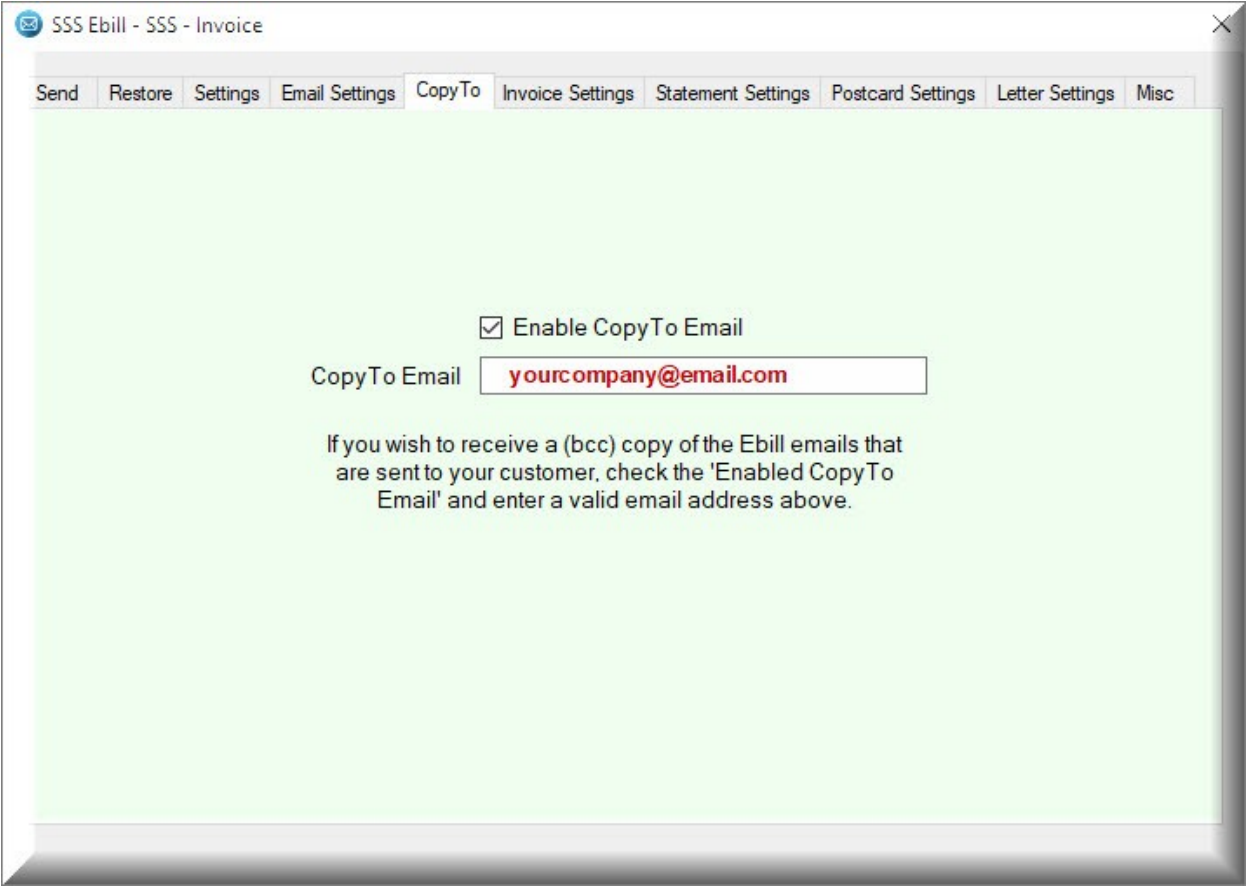 SSS Ebill - SSS - Invoice
Send Restore Settings Email Settings CopyTo Invoice Settings Statement Settings Postcard Settings Letter Settings Misc
Enable CopyTo Email
CopyTo Email yourcompany@email.com
If you wish to receive a (bcc) copy of the Ebill emails that
are sent to your customer, check the 'Enabled CopyTo
Email' and enter a valid email address above.